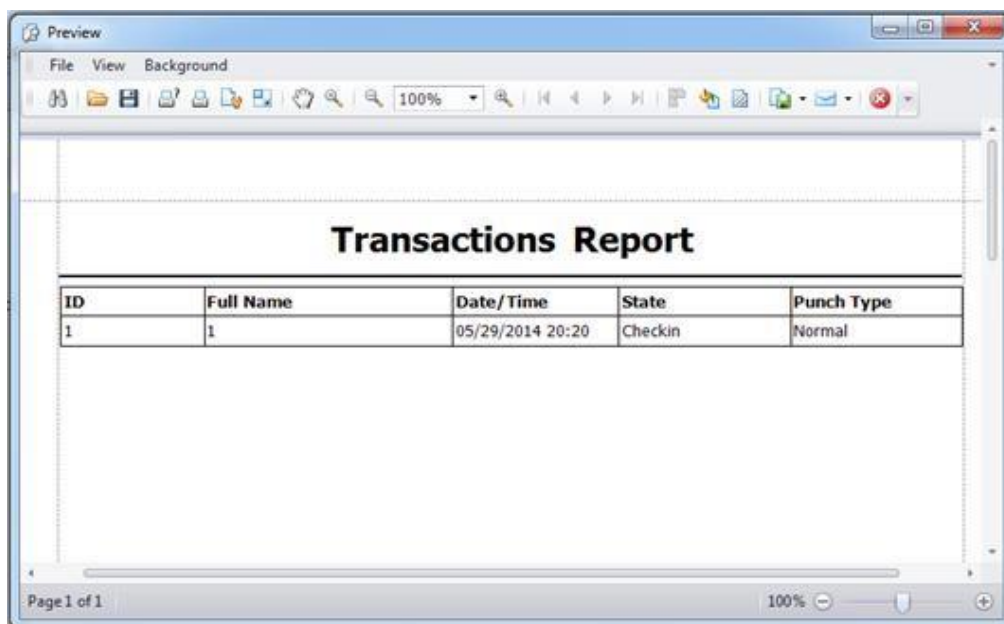 Preview
File View Background
100%
Transactions Report
ID Full Name Date/Time State Punch Type
1 1 05/29/2014 20:20 Checkin Normal
Page 1 of 1 100%